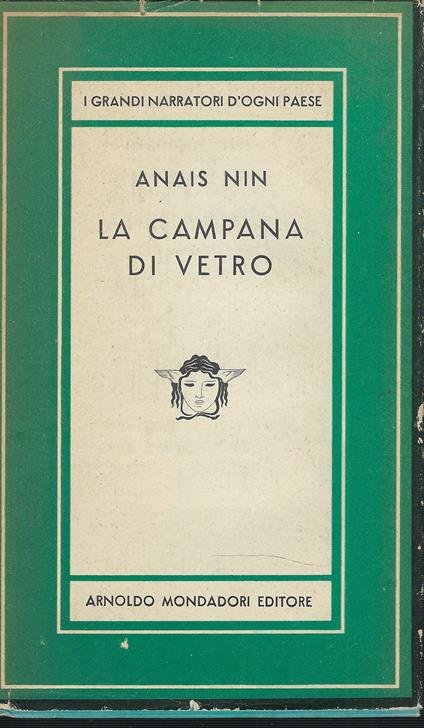 I GRANDI NARRATORI D'OGNI PAESE
ANAIS NIN
LA CAMPANA
DI VETRO
ARNOLDO MONDADORI EDITORE